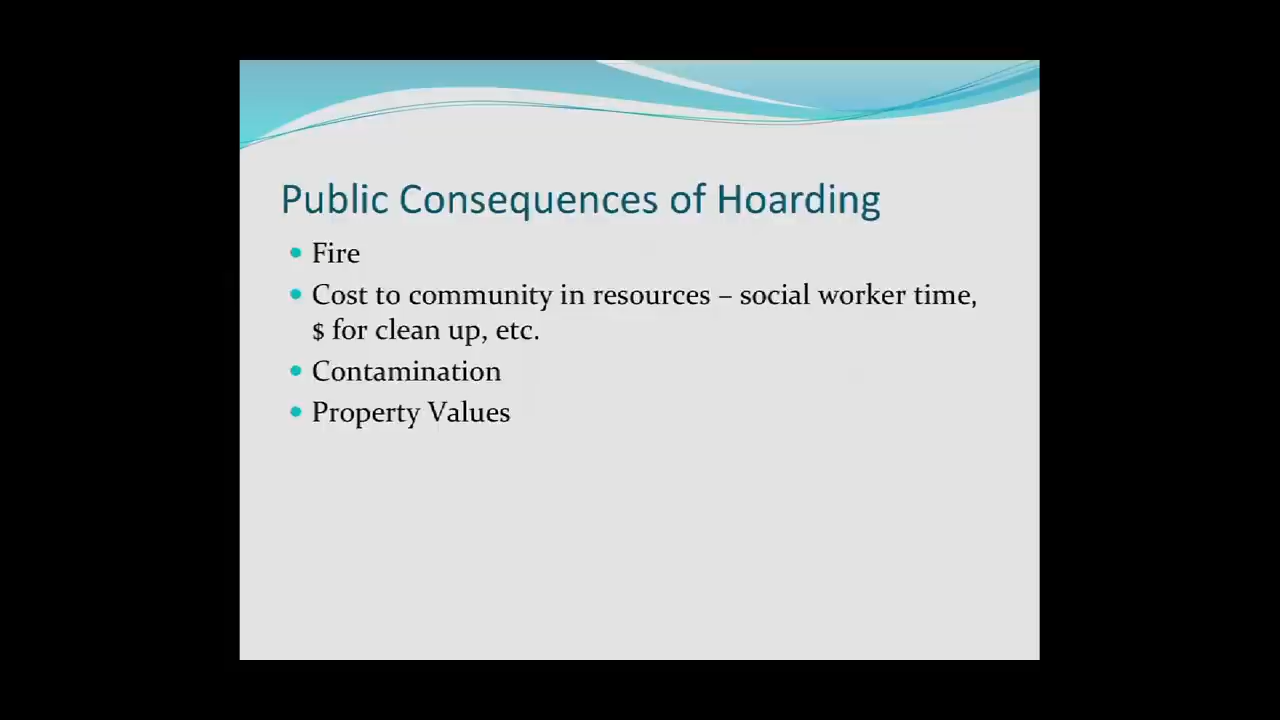 Public Consequences of Hoarding
• Fire
• Cost to community in resources – social worker time,
$ for clean up, etc.
• Contamination
• Property Values